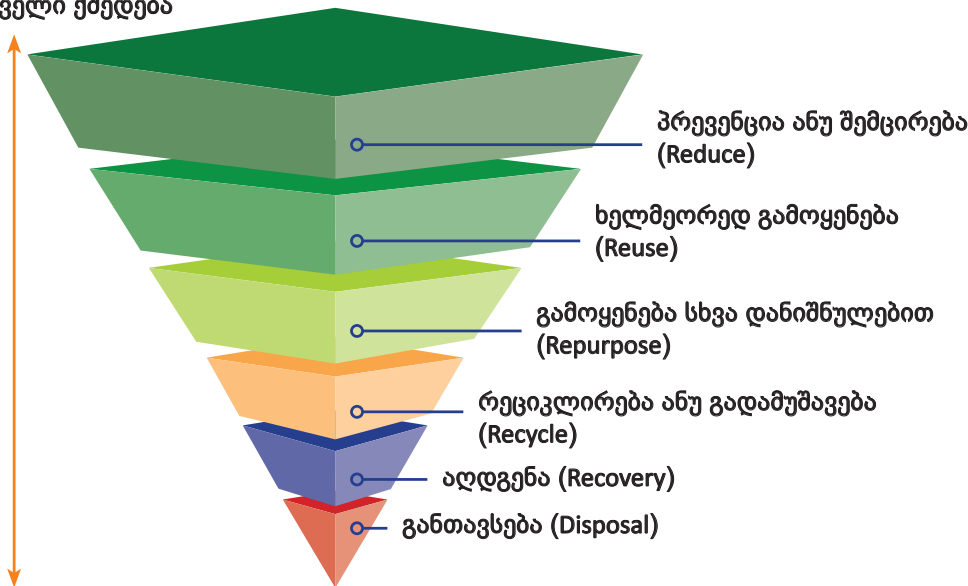 ქმედება
პრევენცია ანუ შემცირება
(Reduce)
ხელმეორედ გამოყენება
(Reuse)
გამოყენება სხვა დანიშნულებით
(Repurpose)
რეციკლირება ანუ გადამუშავება
(Recycle)
აღდგენა (Recovery)
განთავსება (Disposal)